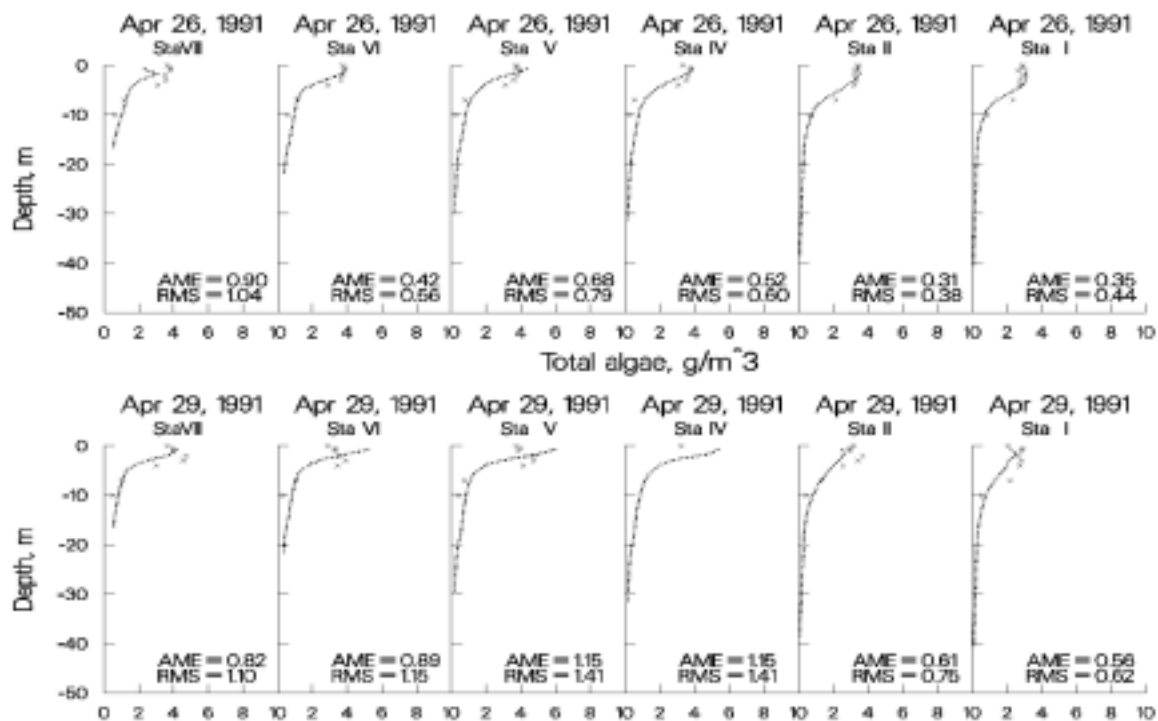 Apr 26, 1991 Apr 26, 1991 Apr 26, 1991 Apr 26, 1991 Apr 26, 1991 Apr 26, 1991
StaVIII Sta VI Sta V Sta IV Sta II Sta I
0
-10
-20
-30
-40
-50
Depth, m
AME = 0.90 AME = 0.42 AME = 0.68 AME = 0.52 AME = 0.31 AME = 0.35
RMS = 1.04 RMS = 0.56 RMS = 0.79 RMS = 0.60 RMS = 0.38 RMS = 0.44
0 2 4 6 8 10 2 4 6 8 10 2 4 6 8 10 2 4 6 8 10 2 4 6 8 10 2 4 6 8 10
Total algae, g/m^3
Apr 29, 1991 Apr 29, 1991 Apr 29, 1991 Apr 29, 1991 Apr 29, 1991 Apr 29, 1991
StaVIII Sta VI Sta V Sta IV Sta II Sta I
0
-10
-20
-30
-40
-50
Depth, m
AME = 0.82 AME = 0.89 AME = 1.15 AME = 1.15 AME = 0.61 AME = 0.56
RMS = 1.10 RMS = 1.15 RMS = 1.41 RMS = 1.41 RMS = 0.75 RMS = 0.62
0 2 4 6 8 10 2 4 6 8 10 2 4 6 8 10 2 4 6 8 10 2 4 6 8 10 2 4 6 8 10